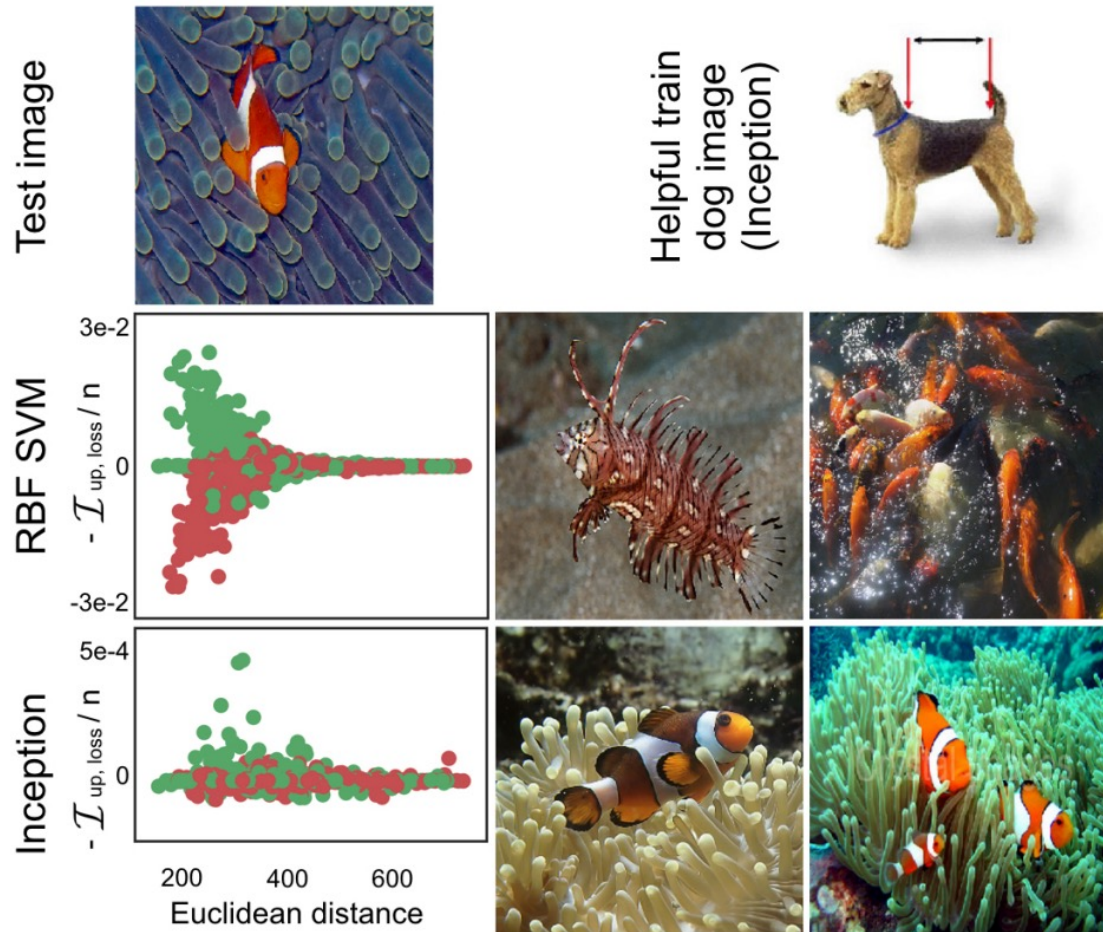 Test image
Helpful train
dog image
(Inception)
RBF SVM
- I up, loss / n
3e-2
0
-3e-2
Inception
- I up, loss / n
5e-4
0
200 400 600
Euclidean distance